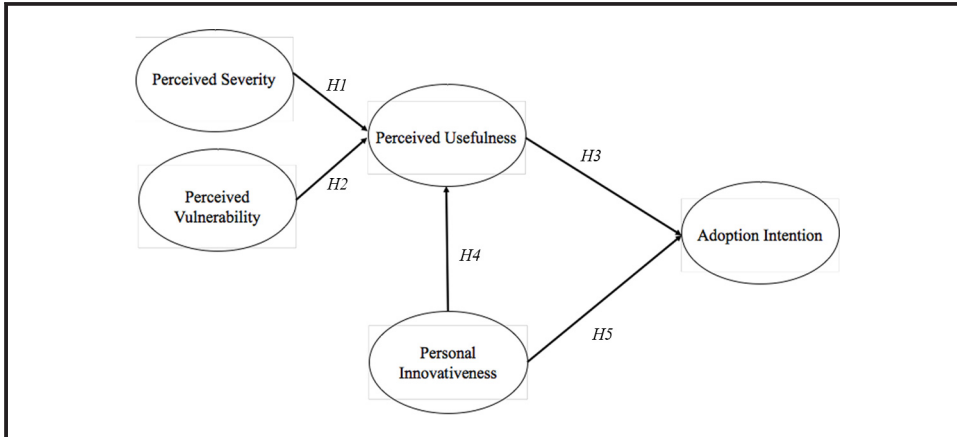 Perceived Severity
H1
Perceived Usefulness
H3
H2
Perceived
Vulnerability
Adoption Intention
H4
H5
Personal
Innovativeness